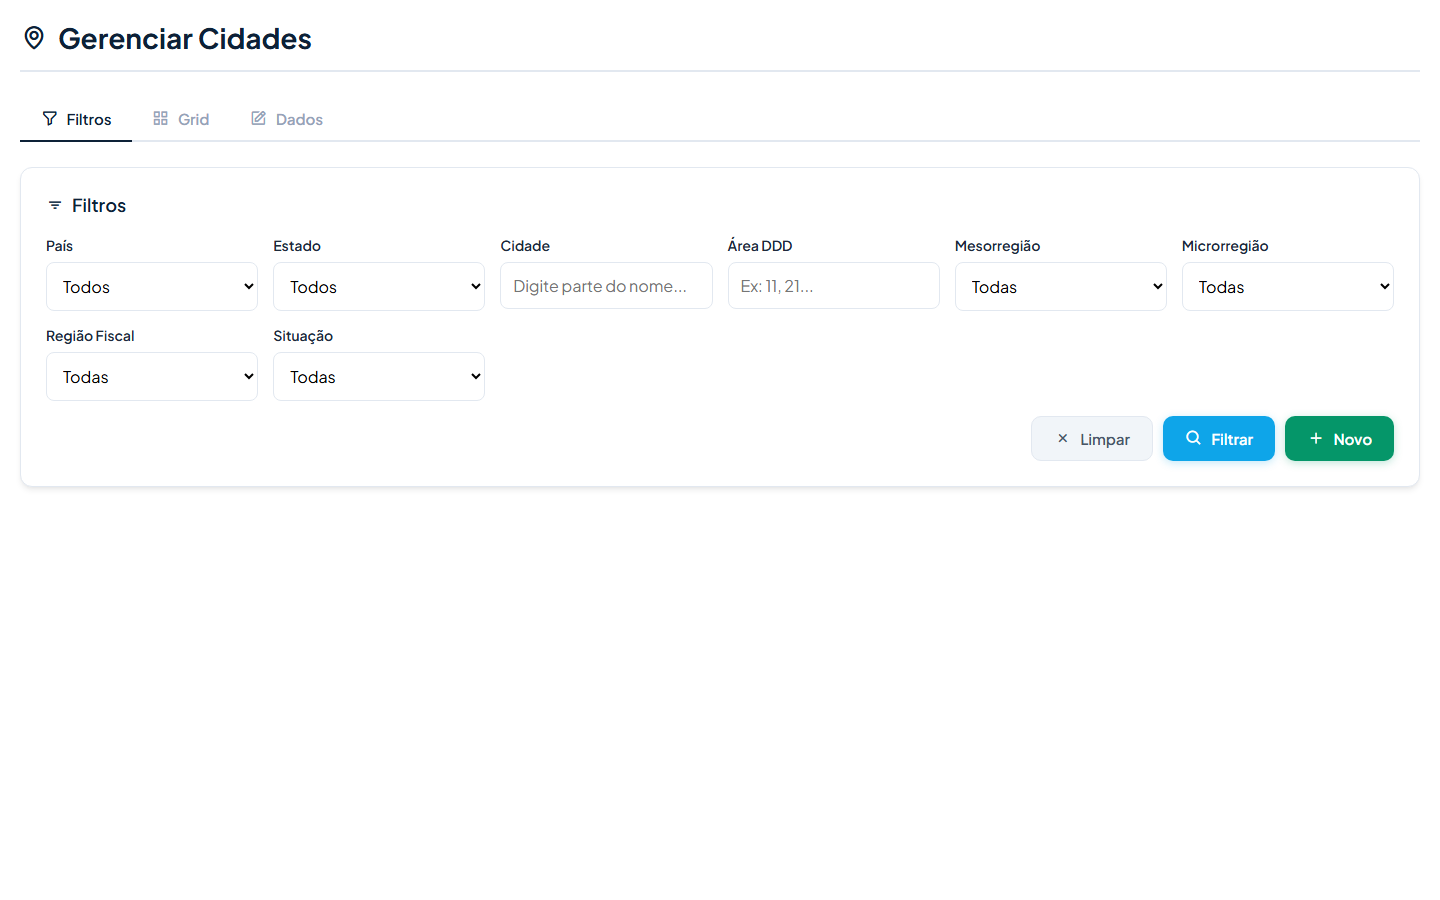 Gerenciar Cidades
Filtros Grid Dados
Filtros
País Estado Cidade Área DDD Mesorregião Microrregião
Todos Todos Digite parte do nome... Ex: 11, 21... Todas Todas
Região Fiscal Situação
Todas Todas
Limpar Filtrar Novo